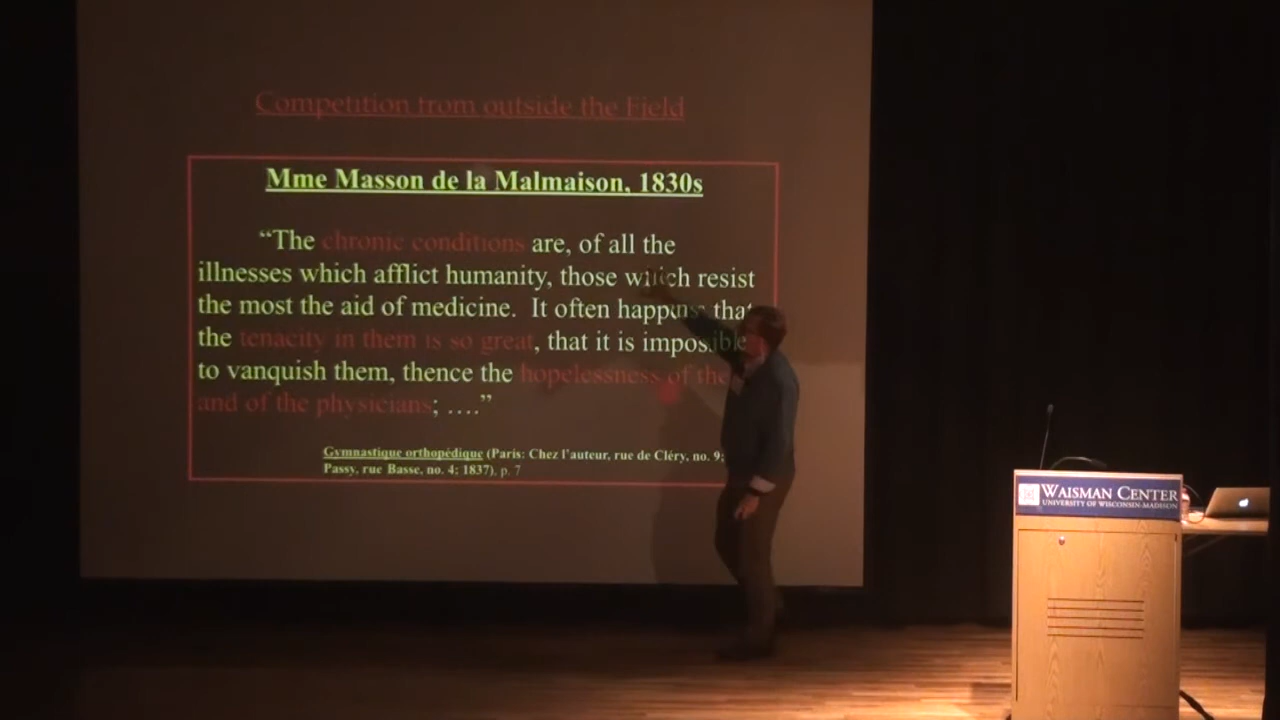 Competition from outside the Field
Mme Masson de la Malmaison, 1830s
“The chronic conditions are, of all the
illnesses which afflict humanity, those which resist
the most the aid of medicine. It often happens that
the tenacity in them is so great, that it is impossible
to vanquish them, thence the hopelessness of the
and of the physicians; ….”
Gymnastique orthopédique (Paris: Chez l’auteur, rue de Cléry, no. 9;
Passy, rue Basse, no. 4; 1837), p. 7
WAISMAN CENTER
UNIVERSITY OF WISCONSIN-MADISON